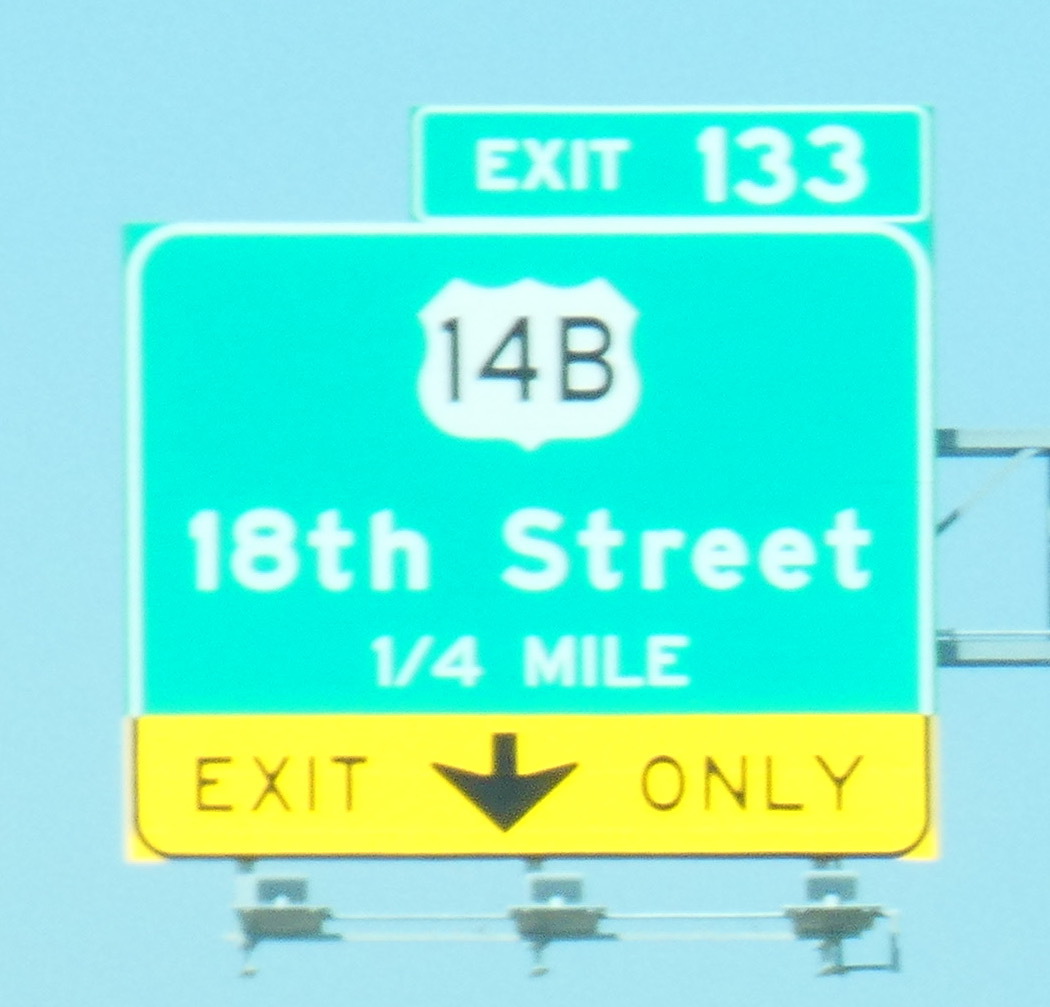 EXIT 133
14B
18th Street
1/4 MILE
EXIT ONLY